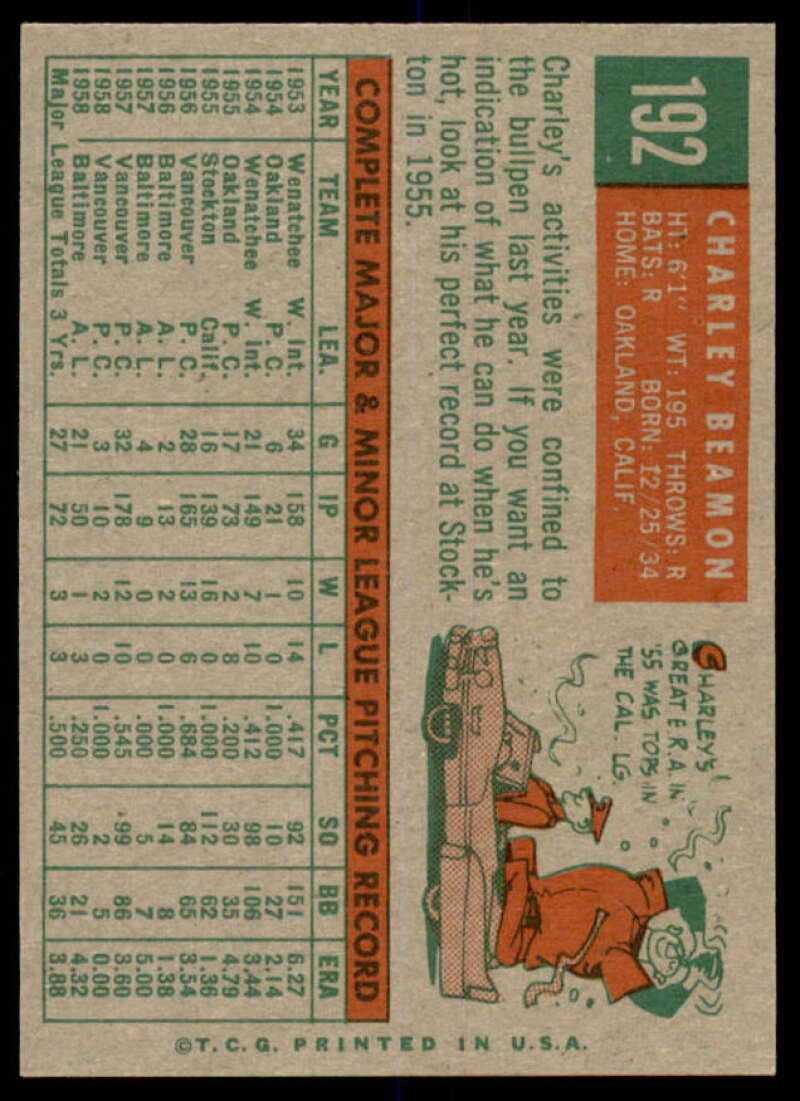 192
CHARLEY BEAMON
HT: 6'1" WT: 195 THROWS: R
BATS: R BORN: 12/25/34
HOME: OAKLAND, CALIF.
Charley's activities were confined to
the bullpen last year. If you want an
indication of what he can do when he's
hot, look at his perfect record at Stock-
ton in 1955.
CHARLEY'S
GREAT E.R.A. IN
'55 WAS TOPS IN
THE CAL. LG.
COMPLETE MAJOR & MINOR LEAGUE PITCHING RECORD
YEAR TEAM LEA. G IP W L PCT SO BB ERA
1953 Wenatchee W. Int. 34 158 10 14 .417 92 151 6.27
1954 Oakland P. C. 6 21 1 0 1.000 10 27 2.14
1954 Wenatchee W. Int. 21 149 7 10 .412 98 106 3.44
1955 Oakland P. C. 17 73 2 8 .200 30 35 4.79
1955 Stockton Calif. 16 139 16 0 1.000 112 62 1.36
1956 Vancouver P. C. 28 165 13 6 .684 84 65 3.54
1956 Baltimore A. L. 2 13 2 0 1.000 14 8 1.38
1957 Baltimore A. L. 4 9 0 0 .000 5 7 5.00
1957 Vancouver P. C. 32 178 12 10 .545 99 86 3.60
1958 Vancouver P. C. 3 10 2 0 1.000 2 5 0.00
1958 Baltimore A. L. 21 50 1 3 .250 26 21 4.32
Major League Totals 3 Yrs. 27 72 3 3 .500 45 36 3.88
©T.C.G. PRINTED IN U.S.A.